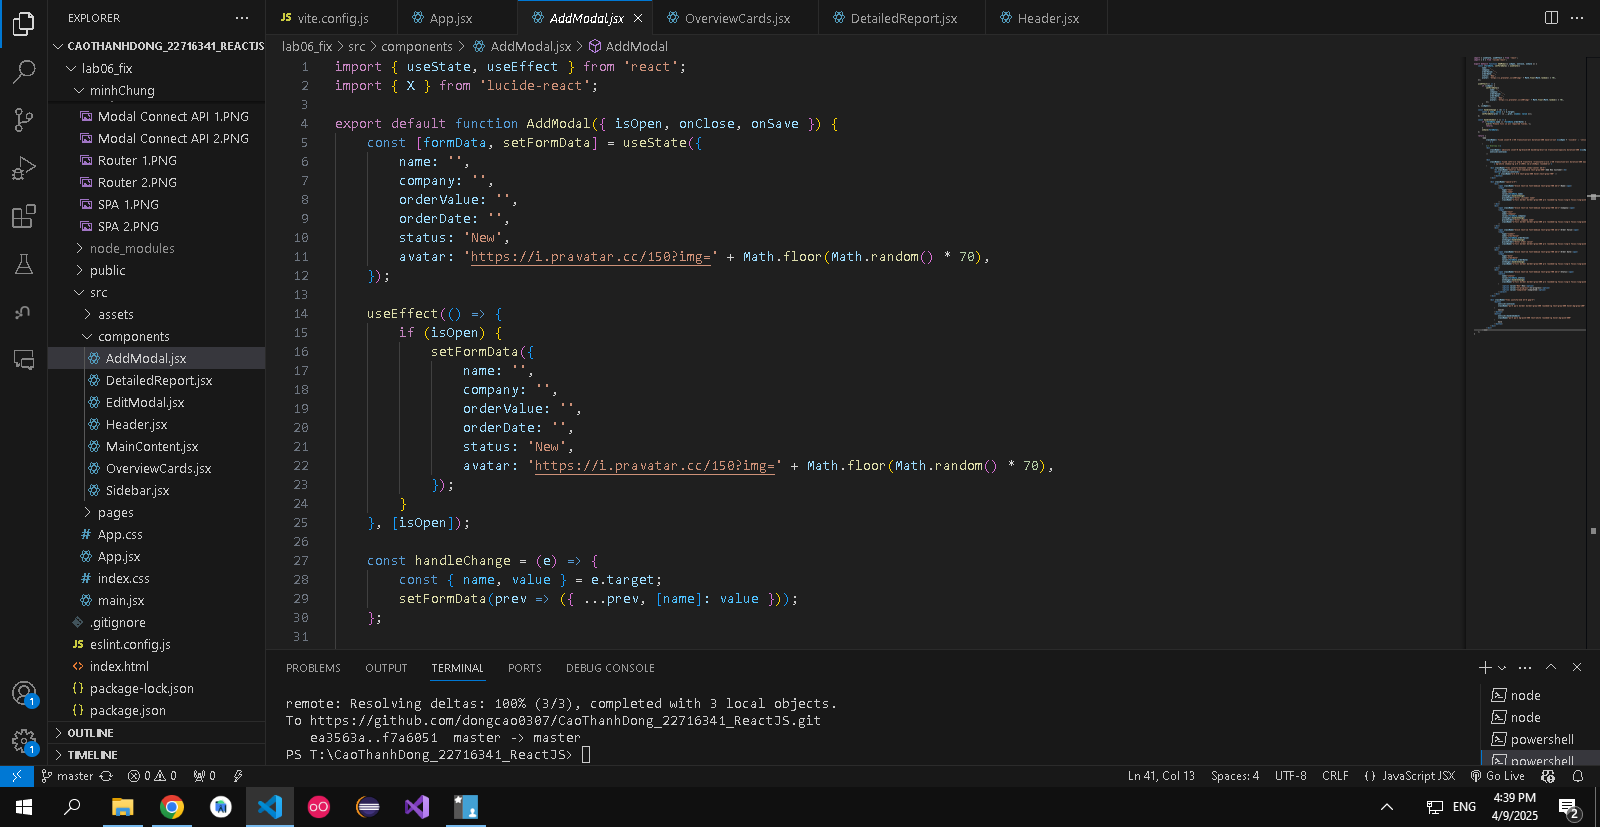 EXPLORER
CAOTHANHDONG_22716341_REACTJS
lab06_fix
minhChung
Modal Connect API 1.PNG
Modal Connect API 2.PNG
Router 1.PNG
Router 2.PNG
SPA 1.PNG
SPA 2.PNG
node_modules
public
src
assets
components
AddModal.jsx
DetailedReport.jsx
EditModal.jsx
Header.jsx
MainContent.jsx
OverviewCards.jsx
Sidebar.jsx
pages
# App.css
App.jsx
# index.css
main.jsx
.gitignore
JS eslint.config.js
<> index.html
{} package-lock.json
{} package.json
OUTLINE
TIMELINE
JS vite.config.js App.jsx AddModal.jsx OverviewCards.jsx DetailedReport.jsx Header.jsx
lab06_fix > src > components > AddModal.jsx > AddModal
1 import { useState, useEffect } from 'react';
2 import { X } from 'lucide-react';
3
4 export default function AddModal({ isOpen, onClose, onSave }) {
5 const [formData, setFormData] = useState({
6 name: '',
7 company: '',
8 orderValue: '',
9 orderDate: '',
10 status: 'New',
11 avatar: 'https://i.pravatar.cc/150?img=' + Math.floor(Math.random() * 70),
12 });
13
14 useEffect(() => {
15 if (isOpen) {
16 setFormData({
17 name: '',
18 company: '',
19 orderValue: '',
20 orderDate: '',
21 status: 'New',
22 avatar: 'https://i.pravatar.cc/150?img=' + Math.floor(Math.random() * 70),
23 });
24 }
25 }, [isOpen]);
26
27 const handleChange = (e) => {
28 const { name, value } = e.target;
29 setFormData(prev => ({ ...prev, [name]: value }));
30 };
31
PROBLEMS OUTPUT TERMINAL PORTS DEBUG CONSOLE
remote: Resolving deltas: 100% (3/3), completed with 3 local objects.
To https://github.com/dongcao0307/CaoThanhDong_22716341_ReactJS.git
ea3563a..f7a6051 master -> master
PS T:\CaoThanhDong_22716341_ReactJS>
node
node
powershell
powershell
1
1
master 0 0 0 Ln 41, Col 13 Spaces: 4 UTF-8 CRLF {} JavaScript JSX Go Live
ENG
4:39 PM
4/9/2025
2